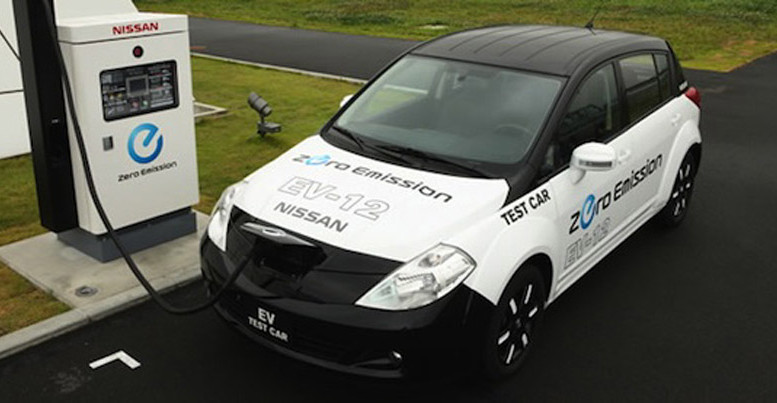 NISSAN
e
Zero Emission
Zero Emission
EV-12
NISSAN
TEST CAR
Zero Emission
EV-12
EV
TEST CAR